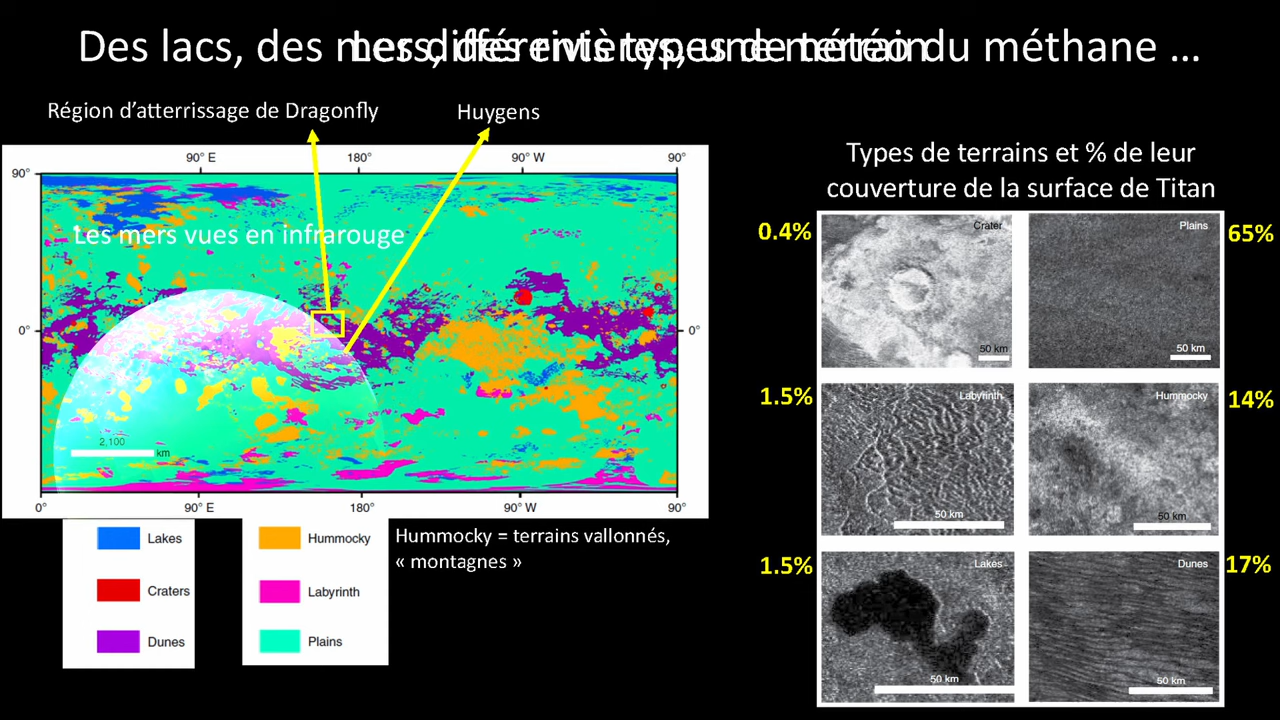 Des lacs, des mers, des rivières, une météo du méthane ...
Les différents types de terrain
Région d'atterrissage de Dragonfly
Huygens
90° E
180°
90° W
90°
90°
Les mers vues en infrarouge
0°
0°
2,100
km
0°
90° E
180°
90° W
90°
Lakes
Craters
Dunes
Hummocky
Labyrinth
Plains
Hummocky = terrains vallonnés,
« montagnes »
Types de terrains et % de leur
couverture de la surface de Titan
0.4%
Crater
50 km
Plains
50 km
65%
1.5%
Labyrinth
50 km
Hummocky
50 km
14%
1.5%
Lakes
50 km
Dunes
50 km
17%